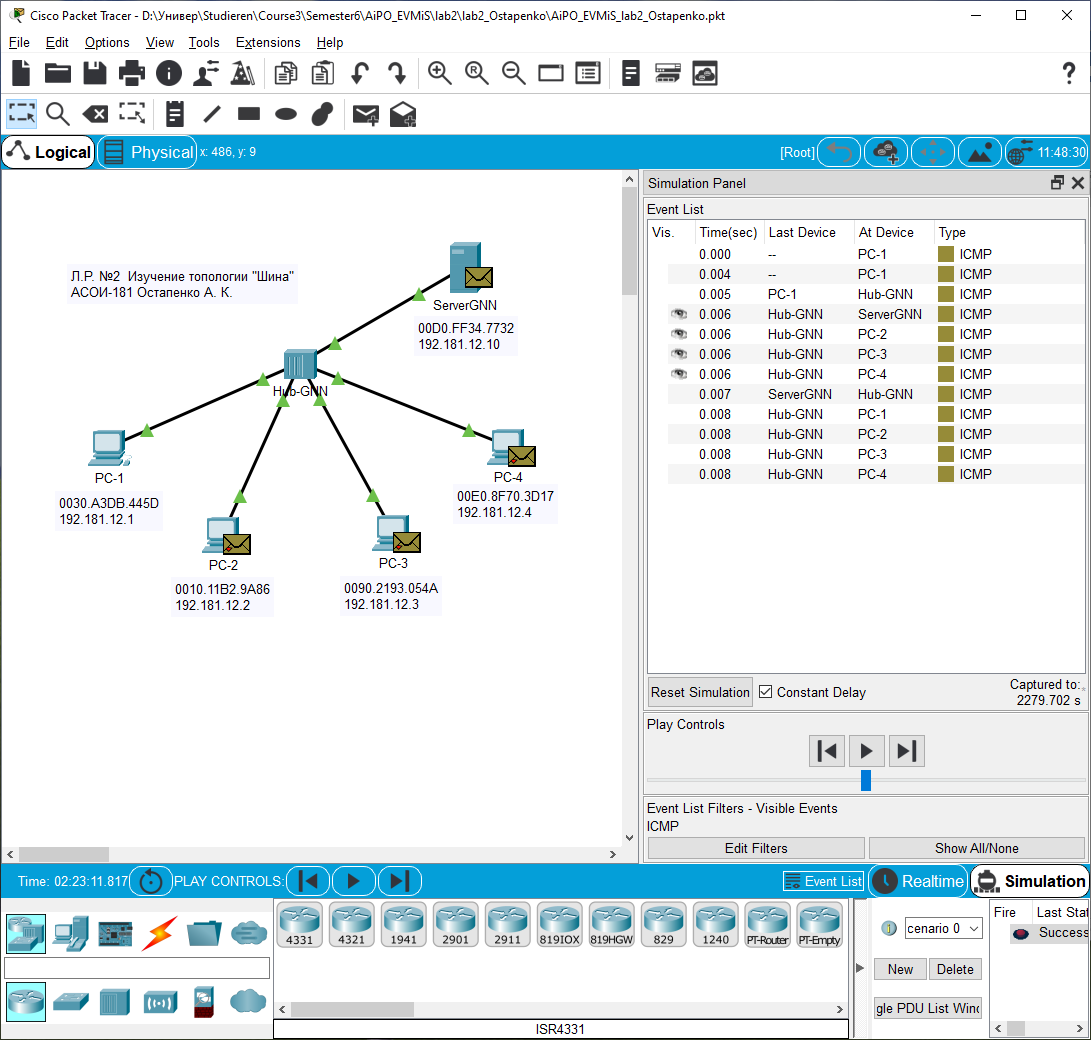 Cisco Packet Tracer - D:\Универ\Studieren\Course3\Semester6\AiPO_EVMiS\lab2\lab2_Ostapenko\AiPO_EVMiS_lab2_Ostapenko.pkt
File Edit Options View Tools Extensions Help
Logical Physical x: 486, y: 9 [Root] 11:48:30
Л.Р. №2 Изучение топологии "Шина"
АСОИ-181 Остапенко А. К.
ServerGNN
00D0.FF34.7732
192.181.12.10
Hub-GNN
PC-1
0030.A3DB.445D
192.181.12.1
PC-4
00E0.8F70.3D17
192.181.12.4
PC-2
0010.11B2.9A86
192.181.12.2
PC-3
0090.2193.054A
192.181.12.3
Simulation Panel
Event List
Vis. Time(sec) Last Device At Device Type
0.000 -- PC-1 ICMP
0.004 -- PC-1 ICMP
0.005 PC-1 Hub-GNN ICMP
0.006 Hub-GNN ServerGNN ICMP
0.006 Hub-GNN PC-2 ICMP
0.006 Hub-GNN PC-3 ICMP
0.006 Hub-GNN PC-4 ICMP
0.007 ServerGNN Hub-GNN ICMP
0.008 Hub-GNN PC-1 ICMP
0.008 Hub-GNN PC-2 ICMP
0.008 Hub-GNN PC-3 ICMP
0.008 Hub-GNN PC-4 ICMP
Reset Simulation Constant Delay Captured to:
2279.702 s
Play Controls
Event List Filters - Visible Events
ICMP
Edit Filters Show All/None
Time: 02:23:11.817 PLAY CONTROLS: Event List Realtime Simulation
4331 4321 1941 2901 2911 819IOX 819HGW 829 1240 PT-Router PT-Empty
ISR4331
cenario 0
New Delete
gle PDU List Winc
Fire Last Stat
Success